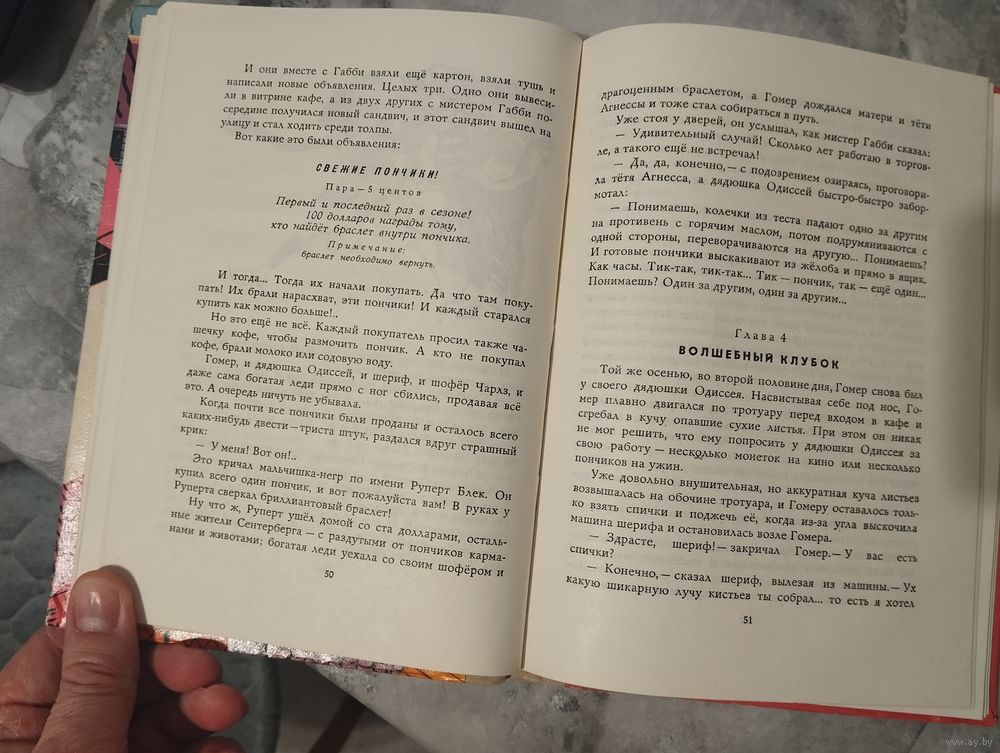 И они вместе с Габби взяли ещё картон, взяли тушь и
написали новые объявления. Целых три. Одно они вывеси-
ли в витрине кафе, а из двух других с мистером Габби по-
середине получился новый сандвич, и этот сандвич вышел на
улицу и стал ходить среди толпы.
Вот какие это были объявления:
СВЕЖИЕ ПОНЧИКИ!
Пара — 5 центов
Первый и последний раз в сезоне!
100 долларов награды тому,
кто найдёт браслет внутри пончика.
Примечание:
браслет необходимо вернуть.
И тогда... Тогда их начали покупать. Да что там поку-
пать! Их брали нарасхват, эти пончики! И каждый старался
купить как можно больше!..
Но это ещё не всё. Каждый покупатель просил также ча-
шечку кофе, чтобы размочить пончик. А кто не покупал
кофе, брали молоко или содовую воду.
Гомер, и дядюшка Одиссей, и шериф, и шофёр Чарлз, и
даже сама богатая леди прямо с ног сбились, продавая всё
это. А очередь ничуть не убывала.
Когда почти все пончики были проданы и осталось всего
каких-нибудь двести—триста штук, раздался вдруг страшный
крик:
— У меня! Вот он!..
Это кричал мальчишка-негр по имени Руперт Блек. Он
купил всего один пончик, и вот пожалуйста вам! В руках у
Руперта сверкал бриллиантовый браслет!
Ну что ж, Руперт ушёл домой со ста долларами, осталь-
ные жители Сентерберга — с раздутыми от пончиков карма-
нами и животами; богатая леди уехала со своим шофёром и
50
драгоценным браслетом, а Гомер дождался матери и тёти
Агнессы и тоже стал собираться в путь.
Уже стоя у дверей, он услышал, как мистер Габби сказал:
— Удивительный случай! Сколько лет работаю в торгов-
ле, а такого ещё не встречал!
— Да, да, конечно,— с подозрением озираясь, проговори-
ла тётя Агнесса, а дядюшка Одиссей быстро-быстро забор-
мотал:
— Понимаешь, колечки из теста падают одно за другим
на противень с горячим маслом, потом подрумяниваются с
одной стороны, переворачиваются на другую... Понимаешь?
И готовые пончики выскакивают из жёлоба и прямо в ящик.
Как часы. Тик-так, тик-так... Тик — пончик, так — ещё один...
Понимаешь? Один за другим, один за другим...
Глава 4
ВОЛШЕБНЫЙ КЛУБОК
Той же осенью, во второй половине дня, Гомер снова был
у своего дядюшки Одиссея. Насвистывая себе под нос, Го-
мер плавно двигался по тротуару перед входом в кафе и
сгребал в кучу опавшие сухие листья. При этом он никак
не мог решить, что ему попросить у дядюшки Одиссея за
свою работу — несколько монеток на кино или несколько
пончиков на ужин.
Уже довольно внушительная, но аккуратная куча листьев
возвышалась на обочине тротуара, и Гомеру оставалось толь-
ко взять спички и поджечь её, когда из-за угла выскочила
машина шерифа и остановилась возле Гомера.
— Здрасте, шериф!— закричал Гомер.— У вас есть
спички?
— Конечно,— сказал шериф, вылезая из машины.— Ух
какую шикарную лучу кистьев ты собрал... то есть я хотел
51
www.ay.by